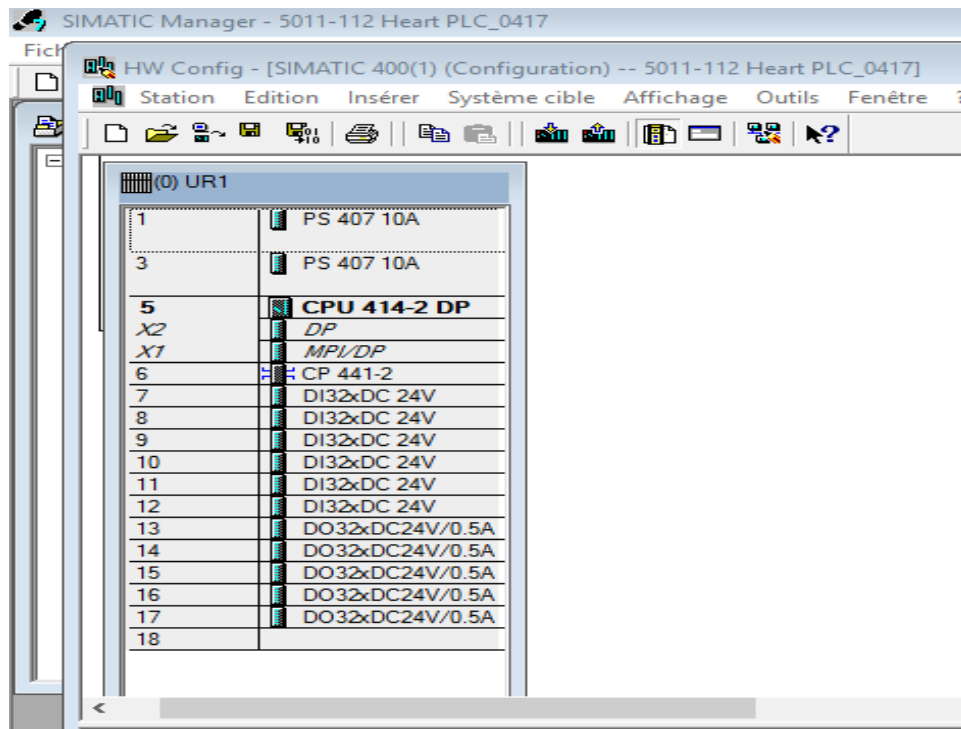 SIMATIC Manager - 5011-112 Heart PLC_0417
HW Config - [SIMATIC 400(1) (Configuration) -- 5011-112 Heart PLC_0417]
Station Edition Insérer Système cible Affichage Outils Fenêtre ?
(0) UR1
1 PS 407 10A
3 PS 407 10A
5 CPU 414-2 DP
X2 DP
X1 MPI/DP
6 CP 441-2
7 DI32xDC 24V
8 DI32xDC 24V
9 DI32xDC 24V
10 DI32xDC 24V
11 DI32xDC 24V
12 DI32xDC 24V
13 DO32xDC24V/0.5A
14 DO32xDC24V/0.5A
15 DO32xDC24V/0.5A
16 DO32xDC24V/0.5A
17 DO32xDC24V/0.5A
18